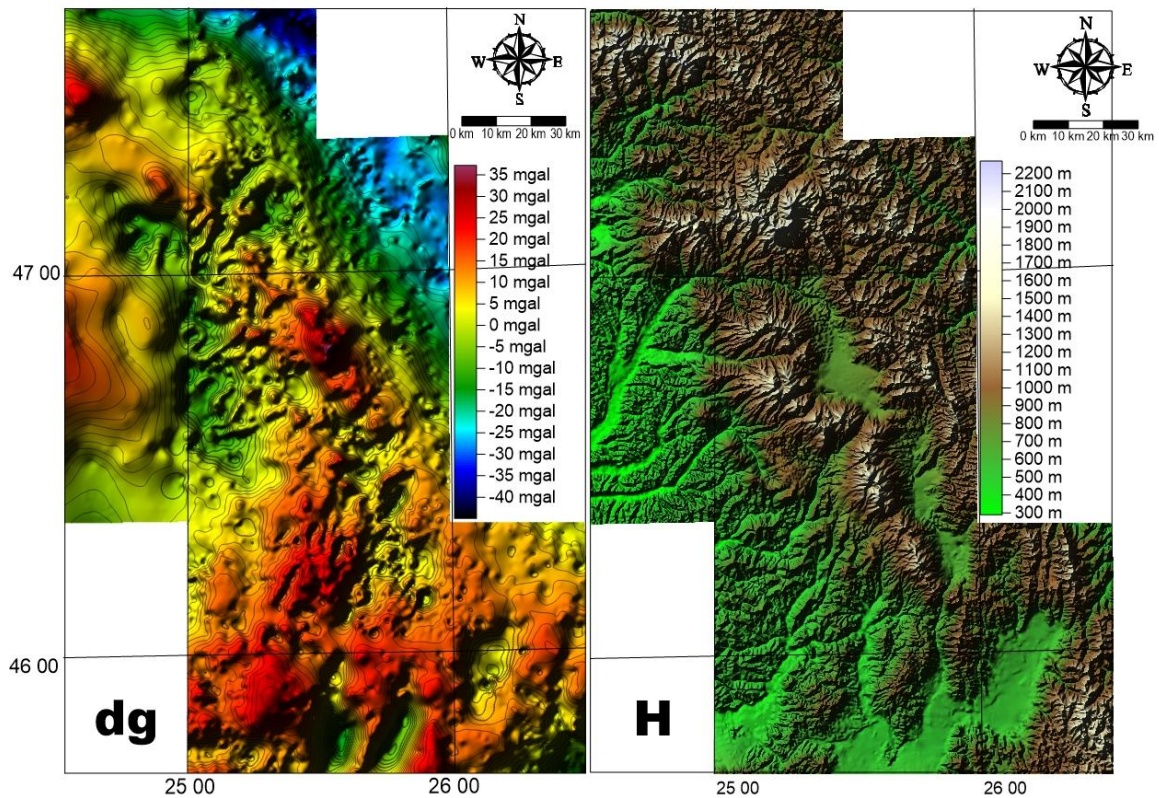 N
W E
S
0 km 10 km 20 km 30 km
35 mgal
30 mgal
25 mgal
20 mgal
15 mgal
10 mgal
5 mgal
0 mgal
-5 mgal
-10 mgal
-15 mgal
-20 mgal
-25 mgal
-30 mgal
-35 mgal
-40 mgal
47 00
46 00
dg
25 00
26 00
N
W E
S
0 km 10 km 20 km 30 km
2200 m
2100 m
2000 m
1900 m
1800 m
1700 m
1600 m
1500 m
1400 m
1300 m
1200 m
1100 m
1000 m
900 m
800 m
700 m
600 m
500 m
400 m
300 m
H
25 00
26 00